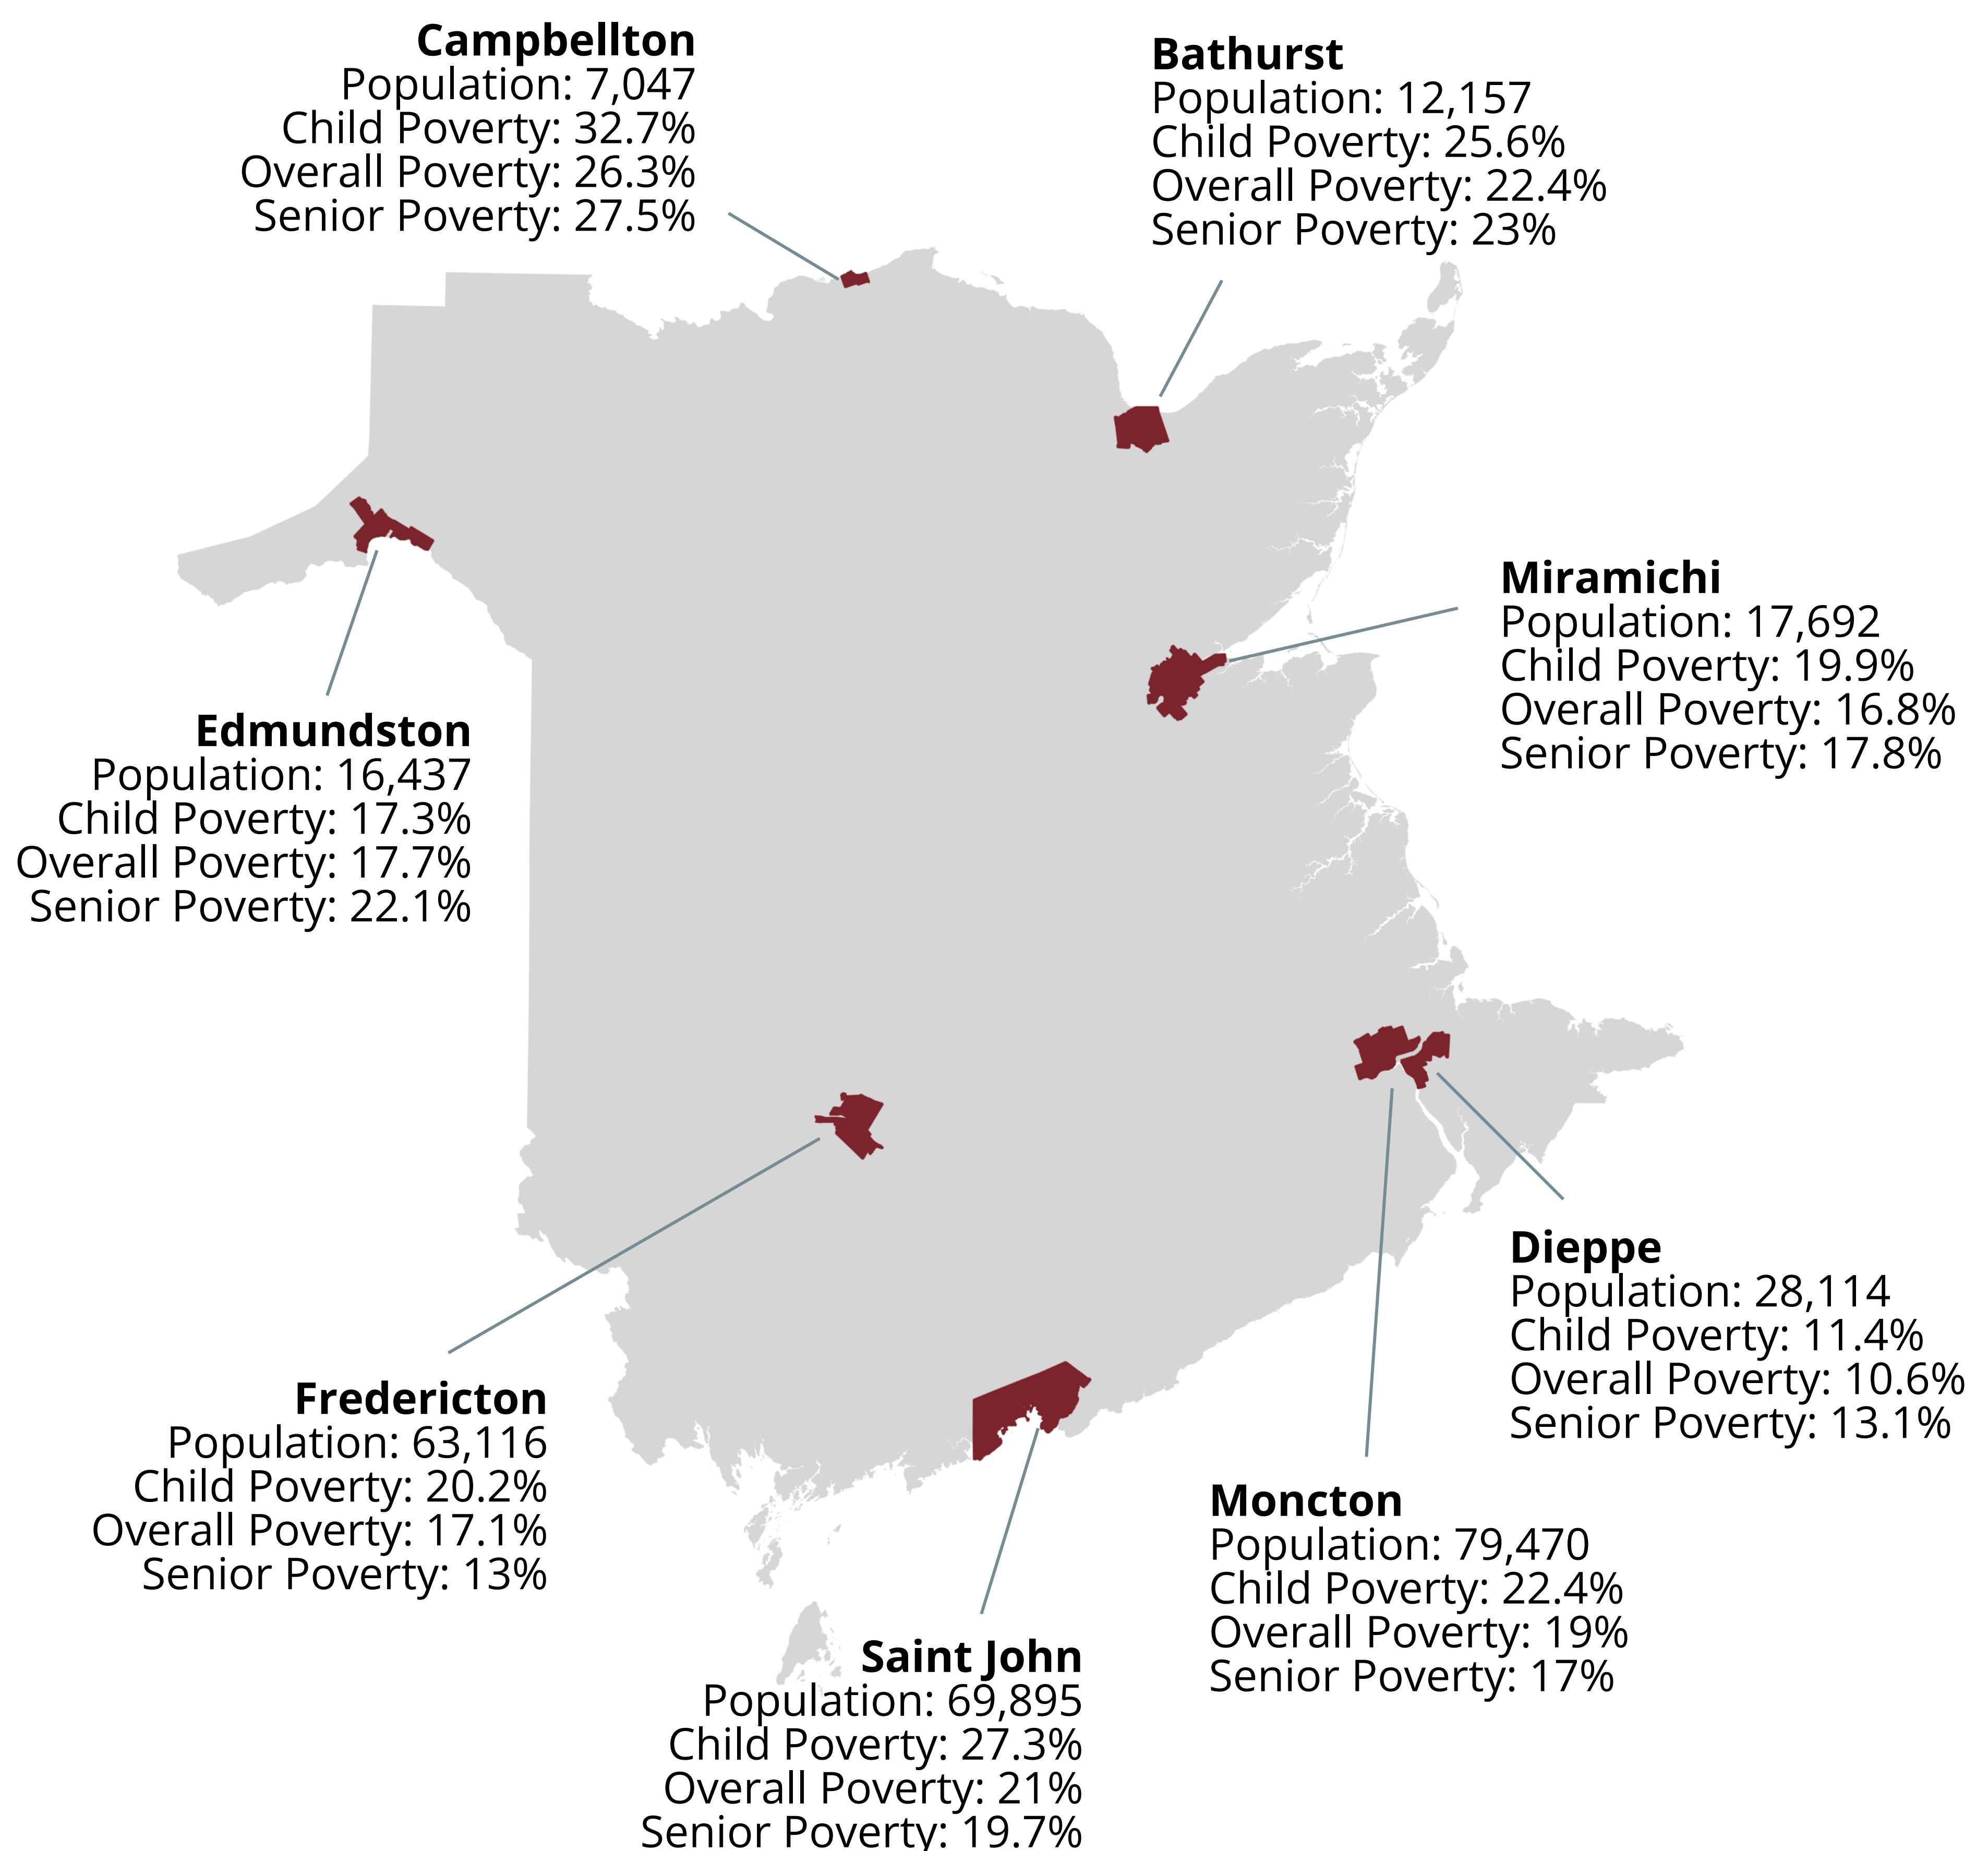 Campbellton
Population: 7,047
Child Poverty: 32.7%
Overall Poverty: 26.3%
Senior Poverty: 27.5%
Bathurst
Population: 12,157
Child Poverty: 25.6%
Overall Poverty: 22.4%
Senior Poverty: 23%
Miramichi
Population: 17,692
Child Poverty: 19.9%
Overall Poverty: 16.8%
Senior Poverty: 17.8%
Edmundston
Population: 16,437
Child Poverty: 17.3%
Overall Poverty: 17.7%
Senior Poverty: 22.1%
Dieppe
Population: 28,114
Child Poverty: 11.4%
Overall Poverty: 10.6%
Senior Poverty: 13.1%
Fredericton
Population: 63,116
Child Poverty: 20.2%
Overall Poverty: 17.1%
Senior Poverty: 13%
Moncton
Population: 79,470
Child Poverty: 22.4%
Overall Poverty: 19%
Senior Poverty: 17%
Saint John
Population: 69,895
Child Poverty: 27.3%
Overall Poverty: 21%
Senior Poverty: 19.7%